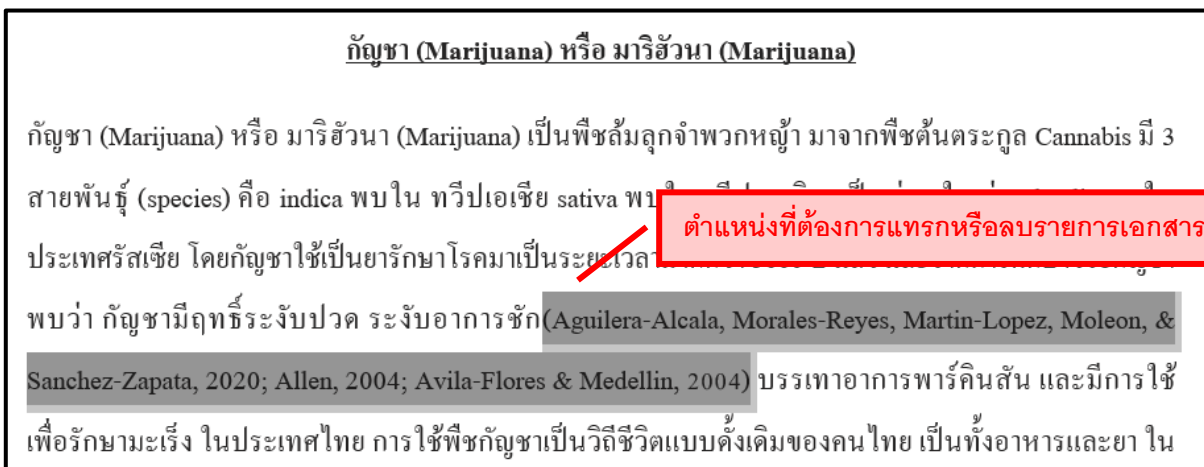 กัญชา (Marijuana) หรือ มาริฮัวนา (Marijuana)
กัญชา (Marijuana) หรือ มาริฮัวนา (Marijuana) เป็นพืชล้มลุกจำพวกหญ้า มาจากพืชต้นตระกูล Cannabis มี 3
สายพันธุ์ (species) คือ indica พบใน ทวีปเอเชีย sativa
ตำแหน่งที่ต้องการแทรกหรือลบรายการเอกสาร
ประเทศรัสเซีย โดยกัญชาใช้เป็นยารักษาโรคมาเป็นระยะเวลา
พบว่า กัญชามีฤทธิ์ระงับปวด ระงับอาการชัก(Aguilera-Alcala, Morales-Reyes, Martin-Lopez, Moleon, &
Sanchez-Zapata, 2020; Allen, 2004; Avila-Flores & Medellin, 2004) บรรเทาอาการพาร์คินสัน และมีการใช้
เพื่อรักษามะเร็ง ในประเทศไทย การใช้พืชกัญชาเป็นวิถีชีวิตแบบดั้งเดิมของคนไทย เป็นทั้งอาหารและยา ใน